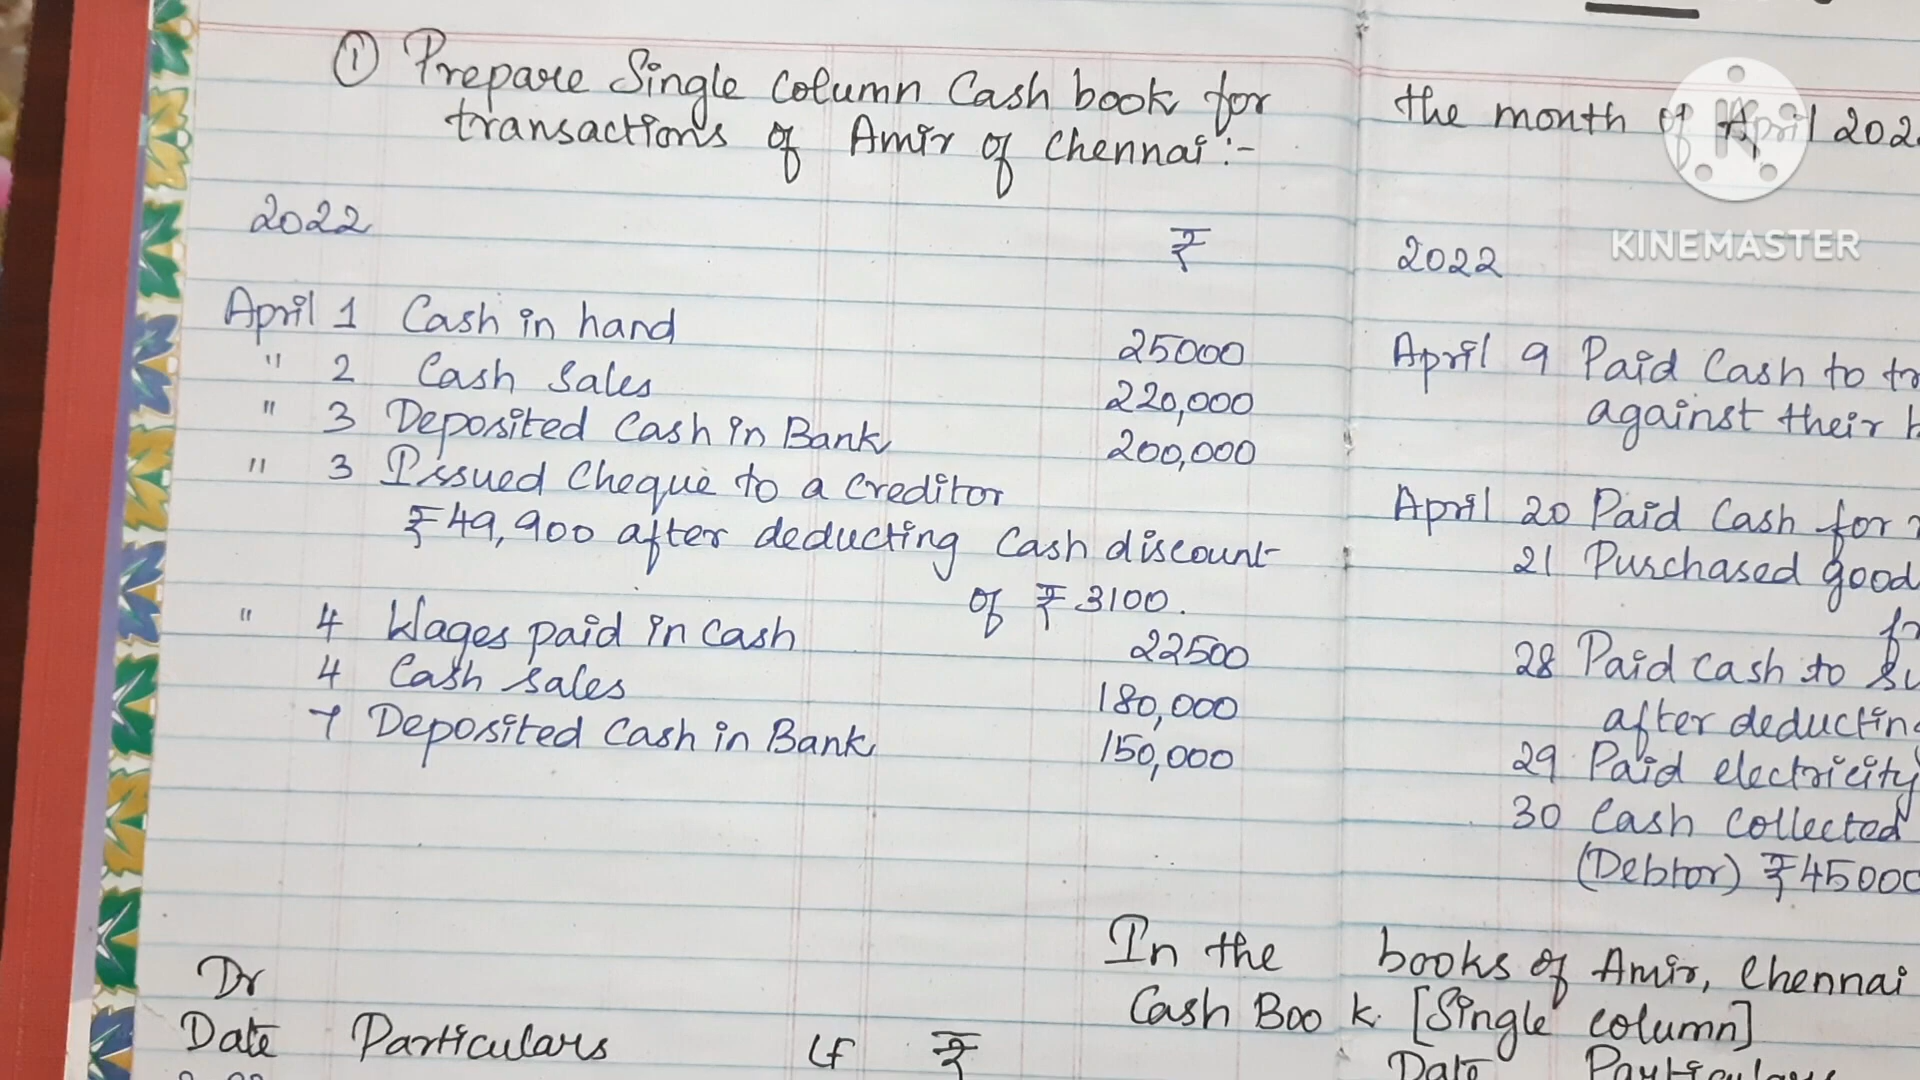 ① Prepare Single Column Cash book for
the month of April 202
transactions of Amir of Chennai :-
2022 ₹
April 1 Cash in hand 25000
" 2 Cash Sales 220,000
" 3 Deposited Cash in Bank 200,000
" 3 Issued Cheque to a Creditor
₹49,900 after deducting Cash discount
of ₹3100.
" 4 Wages paid in cash 22500
4 Cash sales 180,000
7 Deposited Cash in Bank 150,000
2022
April 9 Paid Cash to
against their
April 20 Paid Cash for
21 Purchased good
28 Paid cash to
after deducting
29 Paid electricity
30 Cash collected
(Debtor) ₹45000
In the books of Amir, Chennai
Cash Book [Single column]
Dr
Date Particulars LF ₹
Date Particulars
KINEMASTER